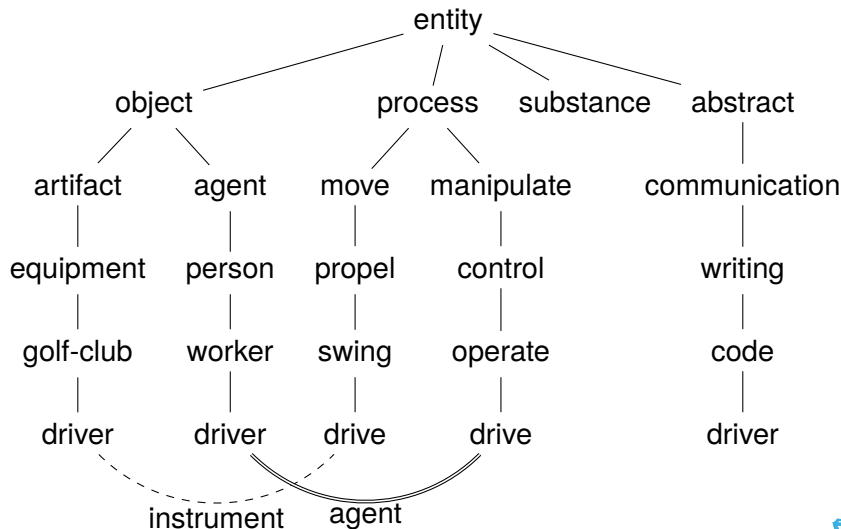 entity
object process substance abstract
artifact agent move manipulate communication
equipment person propel control writing
golf-club worker swing operate code
driver driver drive drive driver
instrument agent